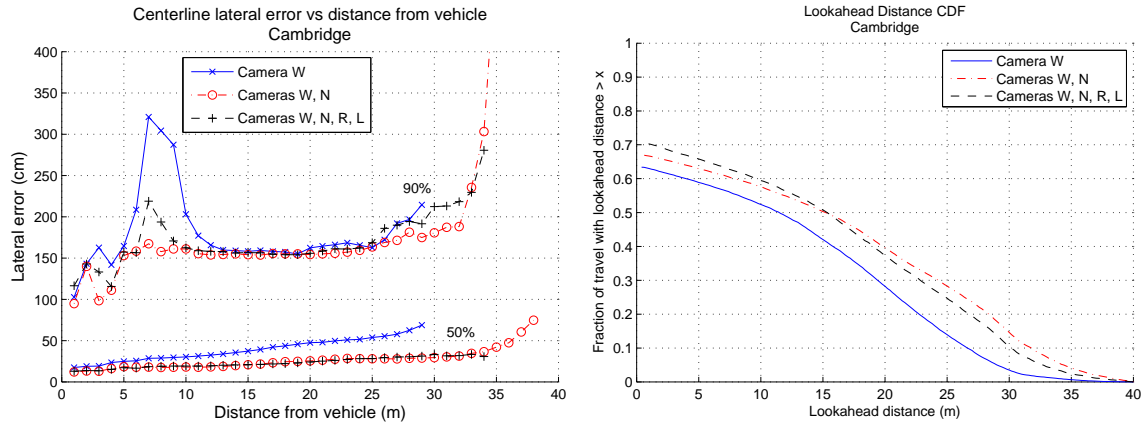 Centerline lateral error vs distance from vehicle
Cambridge
400
350
300
250
200
150
100
50
0
Lateral error (cm)
Camera W
Cameras W, N
Cameras W, N, R, L
90%
50%
0 5 10 15 20 25 30 35 40
Distance from vehicle (m)
Lookahead Distance CDF
Cambridge
1
0.9
0.8
0.7
0.6
0.5
0.4
0.3
0.2
0.1
0
Fraction of travel with lookahead distance > x
Camera W
Cameras W, N
Cameras W, N, R, L
0 5 10 15 20 25 30 35 40
Lookahead distance (m)